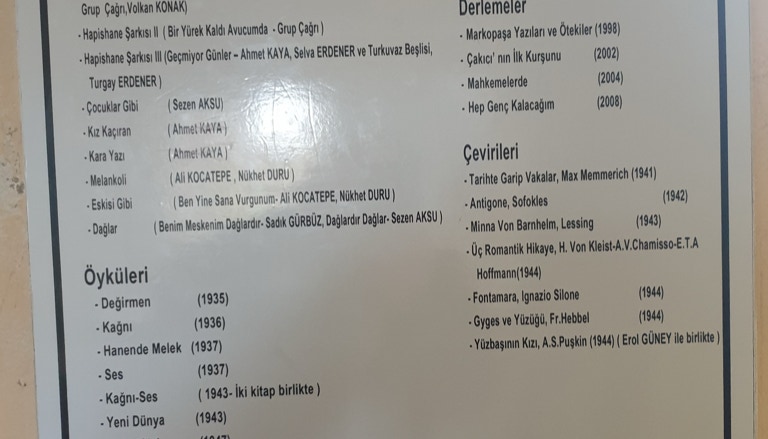 Grup Çağrı,Volkan KONAK)
- Hapishane Şarkısı II ( Bir Yürek Kaldı Avucumda - Grup Çağrı )
- Hapishane Şarkısı III (Geçmiyor Günler – Ahmet KAYA, Selva ERDENER ve Turkuvaz Beşlisi,
Turgay ERDENER )
- Çocuklar Gibi ( Sezen AKSU)
- Kız Kaçıran (Ahmet KAYA )
- Kara Yazı (Ahmet KAYA )
- Melankoli ( Ali KOCATEPE , Nükhet DURU )
- Eskisi Gibi ( Ben Yine Sana Vurgunum- Ali KOCATEPE, Nükhet DURU )
- Dağlar ( Benim Meskenim Dağlardır- Sadık GÜRBÜZ, Dağlardır Dağlar- Sezen AKSU )
Öyküleri
- Değirmen (1935)
- Kağnı (1936)
- Hanende Melek (1937)
- Ses (1937)
- Kağnı-Ses ( 1943- İki kitap birlikte )
- Yeni Dünya (1943)
Derlemeler
- Markopaşa Yazıları ve Ötekiler (1998)
- Çakıcı' nın İlk Kurşunu (2002)
- Mahkemelerde (2004)
- Hep Genç Kalacağım (2008)
Çevirileri
- Tarihte Garip Vakalar, Max Memmerich (1941)
- Antigone, Sofokles (1942)
- Minna Von Barnhelm, Lessing (1943)
- Üç Romantik Hikaye, H. Von Kleist-A.V.Chamisso-E.T.A
Hoffmann(1944)
- Fontamara, Ignazio Silone (1944)
- Gyges ve Yüzüğü, Fr.Hebbel (1944)
- Yüzbaşının Kızı, A.S.Puşkin (1944) ( Erol GÜNEY ile birlikte )